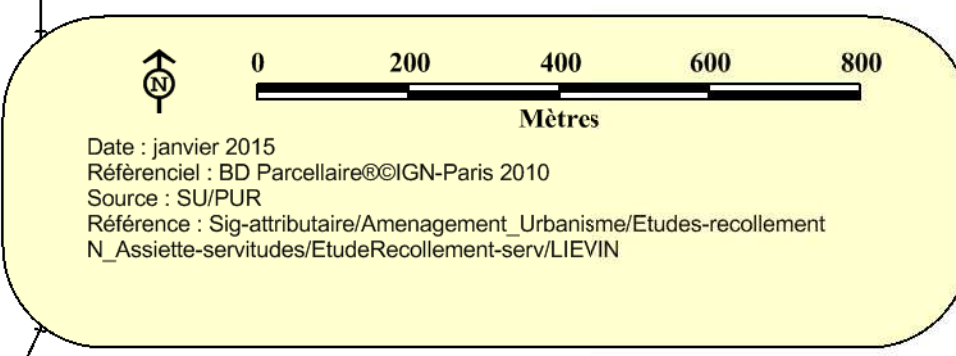 N
0 200 400 600 800
Mètres
Date : janvier 2015
Réfèrenciel : BD Parcellaire®©IGN-Paris 2010
Source : SU/PUR
Référence : Sig-attributaire/Amenagement_Urbanisme/Etudes-recollement
N_Assiette-servitudes/EtudeRecollement-serv/LIEVIN